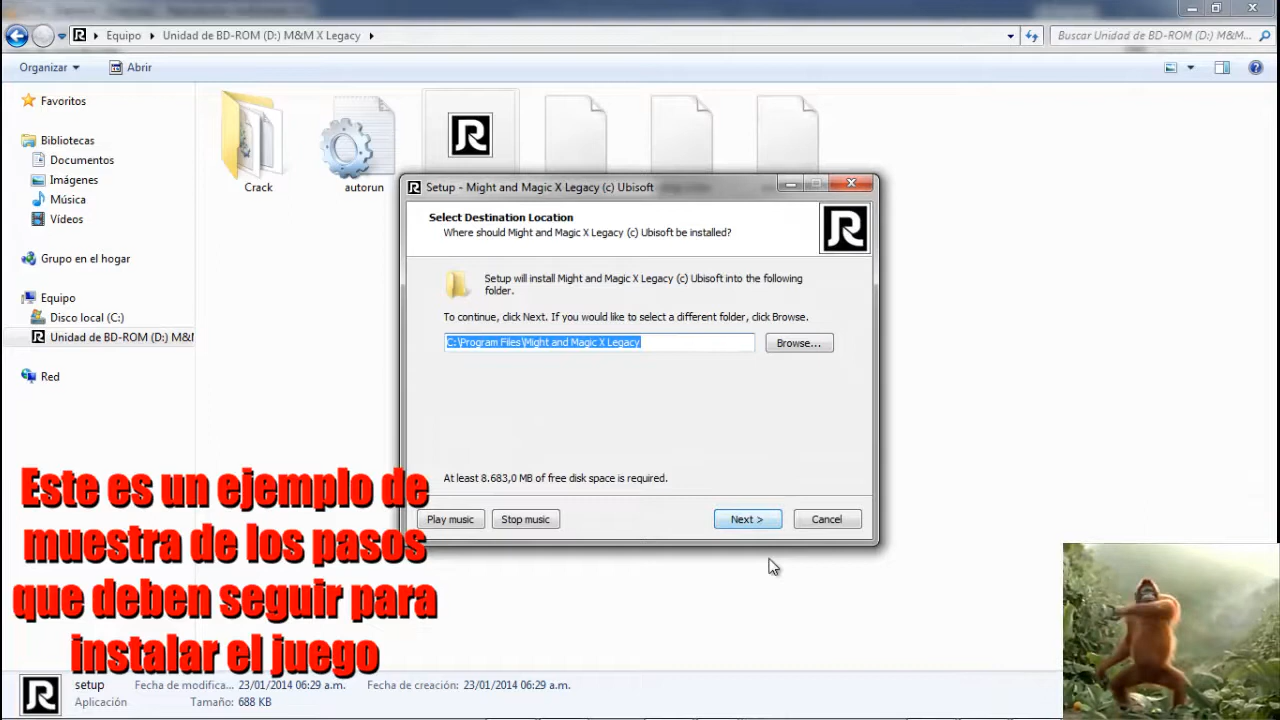 Equipo
Unidad de BD-ROM (D:) M&M X Legacy
Buscar Unidad de BD-ROM (D:) M&M...
Organizar
Abrir
Favoritos
Bibliotecas
Documentos
Imágenes
Música
Vídeos
Grupo en el hogar
Equipo
Disco local (C:)
Unidad de BD-ROM (D:) M&M
Red
Crack
autorun
R
Setup - Might and Magic X Legacy (c) Ubisoft
Select Destination Location
Where should Might and Magic X Legacy (c) Ubisoft be installed?
R
Setup will install Might and Magic X Legacy (c) Ubisoft into the following
folder.
To continue, click Next. If you would like to select a different folder, click Browse.
C:\Program Files\Might and Magic X Legacy
Browse...
At least 8.683,0 MB of free disk space is required.
Play music
Stop music
Next >
Cancel
Este es un ejemplo de
muestra de los pasos
que deben seguir para
instalar el juego
R
setup
Fecha de modifica... 23/01/2014 06:29 a.m.
Fecha de creación: 23/01/2014 06:29 a.m.
Aplicación
Tamaño: 688 KB